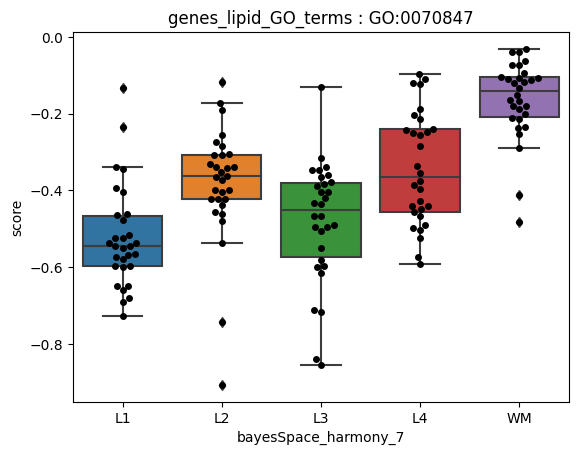 genes_lipid_GO_terms : GO:0070847
0.0
−0.2
−0.4
−0.6
−0.8
score
L1 L2 L3 L4 WM
bayesSpace_harmony_7